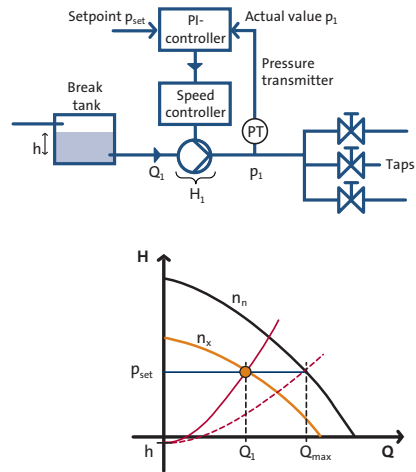 Setpoint pset
PI-
controller
Actual value p1
Pressure
transmitter
Speed
controller
Break
tank
PT
h
Q1
H1
p1
Taps
H
nn
nx
pset
h
Q1
Qmax
Q